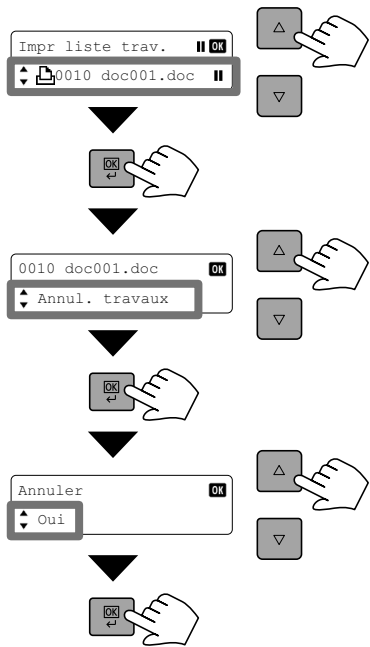 Impr liste trav. OK
0010 doc001.doc
OK
0010 doc001.doc OK
Annul. travaux
OK
Annuler OK
Oui
OK